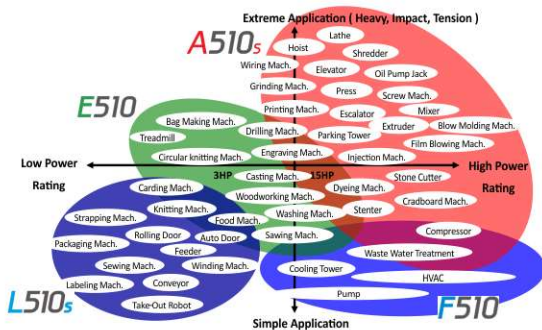 Extreme Application ( Heavy, Impact, Tension )
A510s
Lathe
Hoist
Shredder
Wiring Mach.
Elevator
Oil Pump Jack
Grinding Mach.
Press
Screw Mach.
E510
Printing Mach.
Escalator
Mixer
Bag Making Mach.
Drilling Mach.
Parking Tower
Extruder
Blow Molding Mach.
Treadmill
Film Blowing Mach.
Circular knitting Mach.
Engraving Mach.
Injection Mach.
Low Power
Rating
3HP
15HP
High Power
Rating
Casting Mach.
Stone Cutter
Carding Mach.
Dyeing Mach.
Woodworking Mach.
Cradboard Mach.
Knitting Mach.
Washing Mach.
Stenter
Strapping Mach.
Food Mach.
Rolling Door
Auto Door
Sawing Mach.
Compressor
Packaging Mach.
Feeder
Waste Water Treatment
Sewing Mach.
Winding Mach.
Cooling Tower
HVAC
Labeling Mach.
Conveyor
Pump
L510s
Take-Out Robot
F510
Simple Application